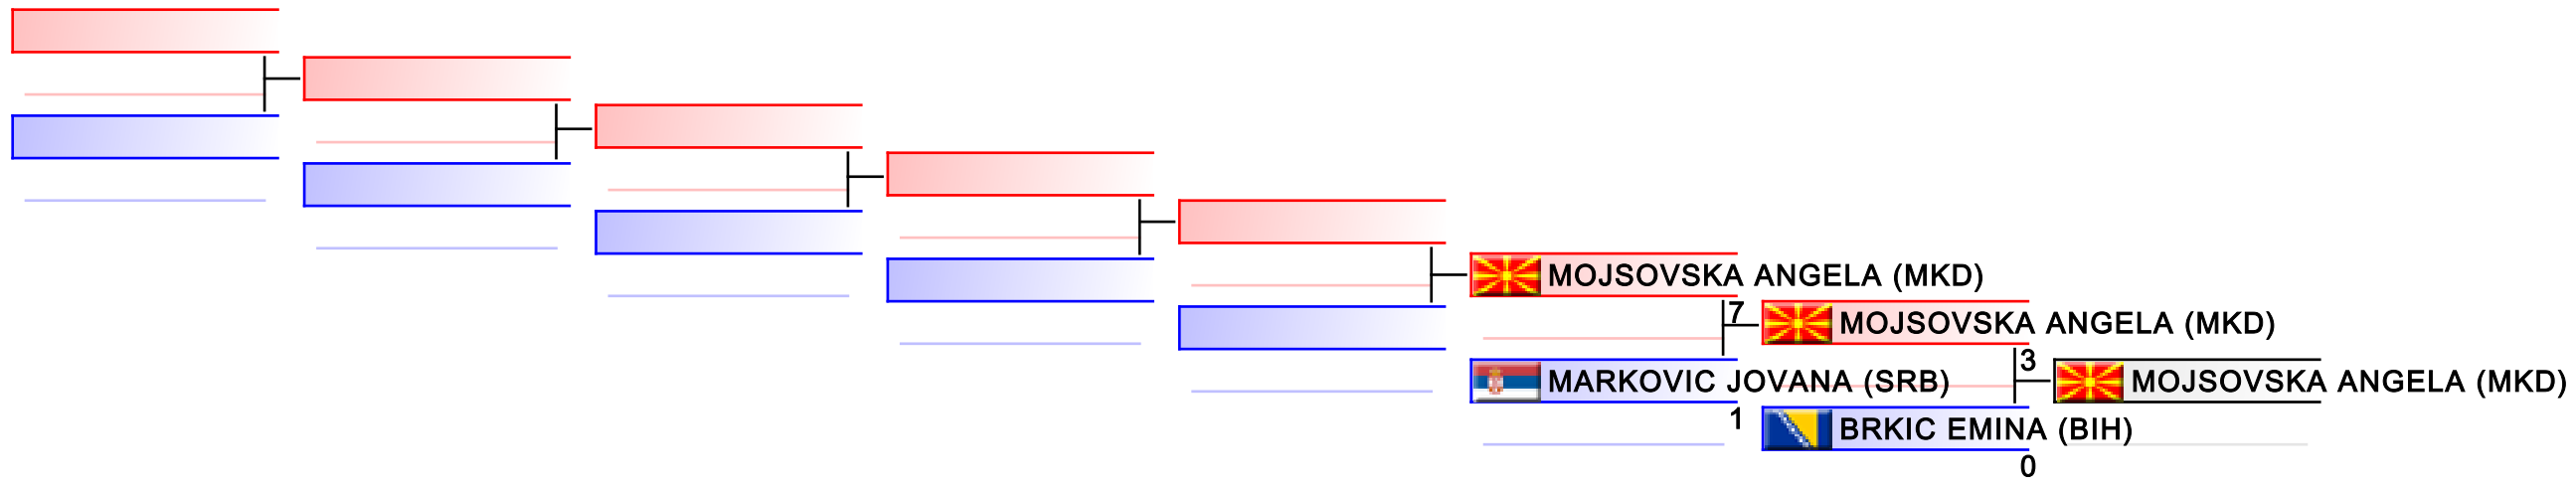 MOJSOVSKA ANGELA (MKD)
7
MOJSOVSKA ANGELA (MKD)
MARKOVIC JOVANA (SRB)
1
3
MOJSOVSKA ANGELA (MKD)
BRKIC EMINA (BIH)
0